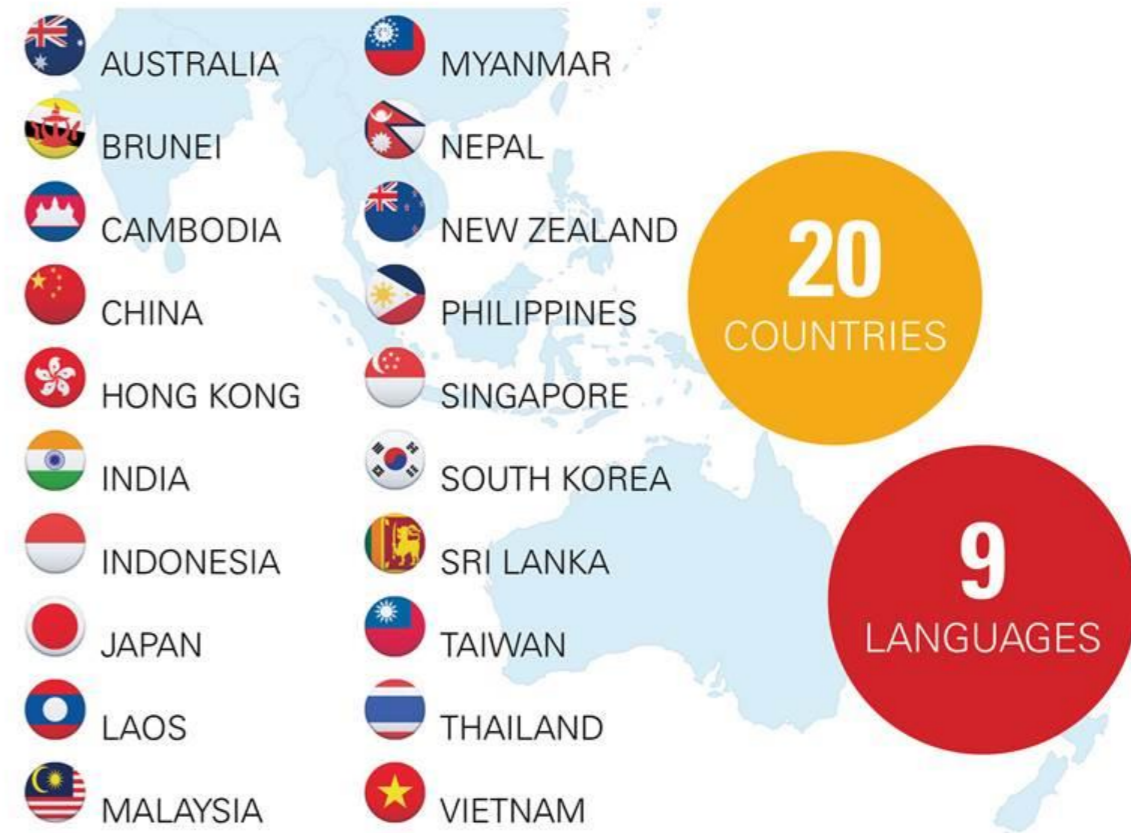 AUSTRALIA
BRUNEI
CAMBODIA
CHINA
HONG KONG
INDIA
INDONESIA
JAPAN
LAOS
MALAYSIA
MYANMAR
NEPAL
NEW ZEALAND
PHILIPPINES
SINGAPORE
SOUTH KOREA
SRI LANKA
TAIWAN
THAILAND
VIETNAM
20
COUNTRIES
9
LANGUAGES